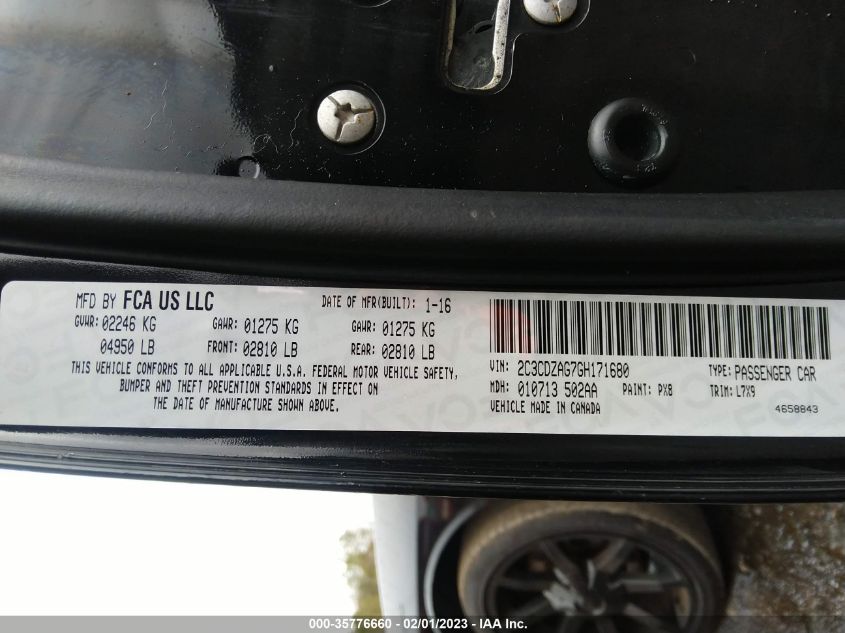 MFD BY FCA US LLC DATE OF MFR(BUILT): 1-16
GVWR: 02246 KG GAWR: 01275 KG GAWR: 01275 KG
04950 LB FRONT: 02810 LB REAR: 02810 LB
THIS VEHICLE CONFORMS TO ALL APPLICABLE U.S.A. FEDERAL MOTOR VEHICLE SAFETY,
BUMPER AND THEFT PREVENTION STANDARDS IN EFFECT ON
THE DATE OF MANUFACTURE SHOWN ABOVE.
VIN: 2C3CDZAG7GH171680 TYPE: PASSENGER CAR
MDH: 010713 502AA PAINT: PX8 TRIM: L7X9
VEHICLE MADE IN CANADA 4658843
000-35776660 - 02/01/2023 - IAA Inc.